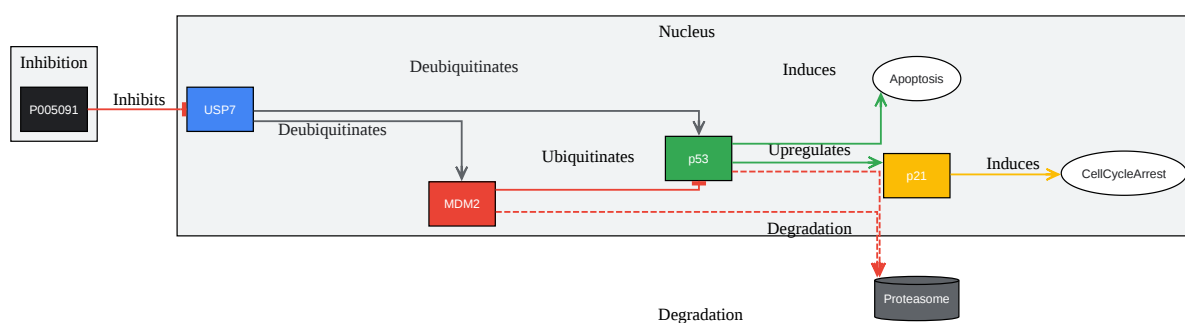 Nucleus
Inhibition
P005091
Inhibits
USP7
Deubiquitinates
Deubiquitinates
Induces
Apoptosis
Ubiquitinates
p53
Upregulates
p21
Induces
CellCycleArrest
MDM2
Degradation
Proteasome
Degradation